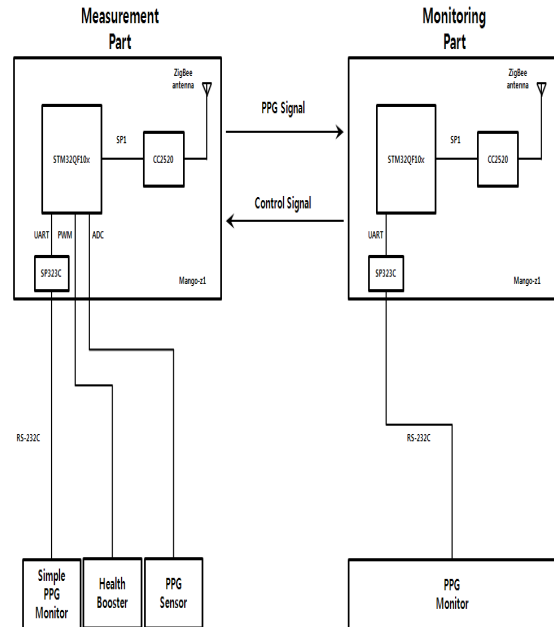 Measurement
Part
Monitoring
Part
ZigBee
antenna
STM32QF10x
SP1
CC2520
UART
PWM
ADC
SP323C
Mango-z1
PPG Signal
Control Signal
ZigBee
antenna
STM32QF10x
SP1
CC2520
UART
SP323C
Mango-z1
RS-232C
RS-232C
Simple
PPG
Monitor
Health
Booster
PPG
Sensor
PPG
Monitor